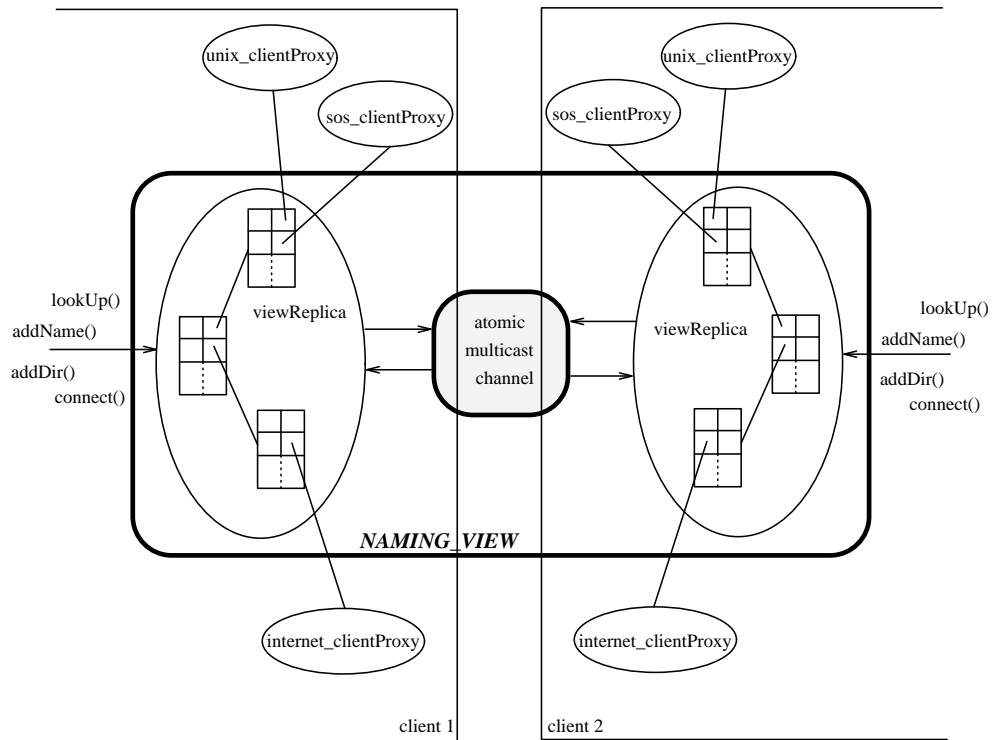 unix_clientProxy
unix_clientProxy
sos_clientProxy
sos_clientProxy
lookUp()
addName()
addDir()
connect()
viewReplica
atomic
multicast
channel
viewReplica
lookUp()
addName()
addDir()
connect()
NAMING_VIEW
internet_clientProxy
internet_clientProxy
client 1
client 2